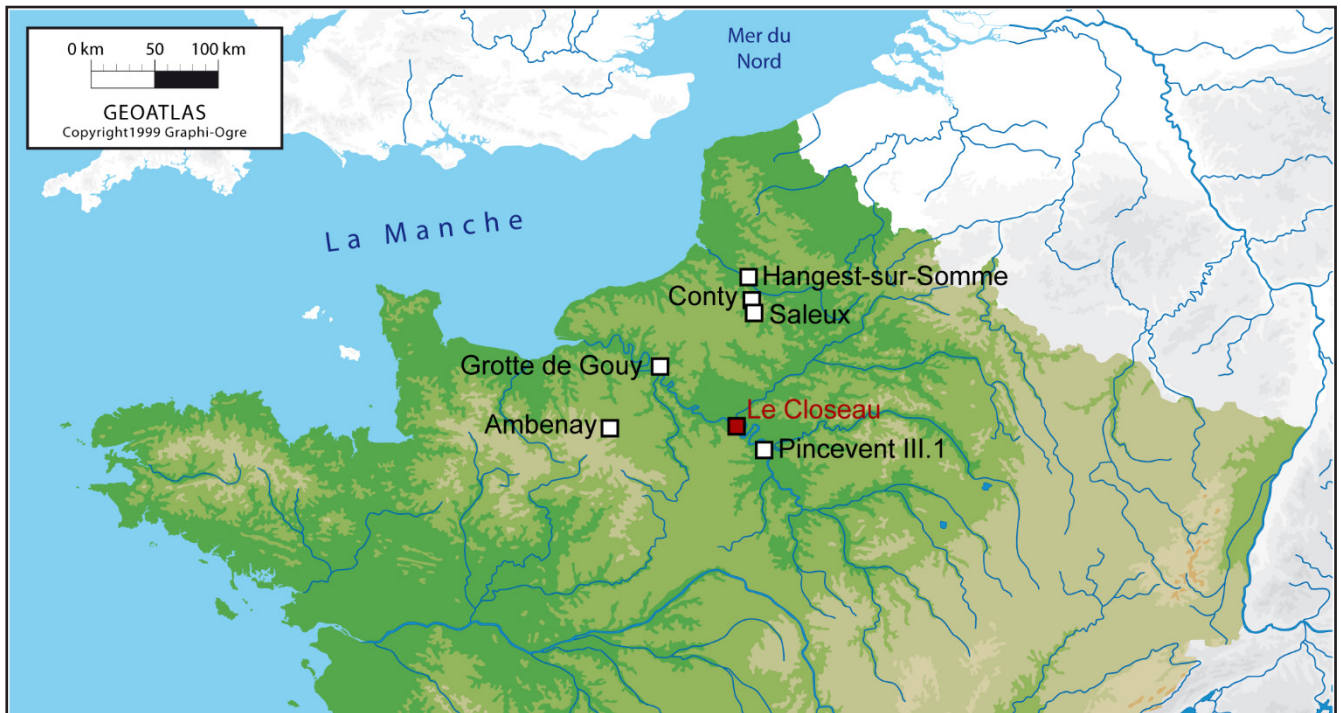 0 km 50 100 km
GEOATLAS
Copyright1999 Graphi-Ogre
Mer du
Nord
La Manche
Hangest-sur-Somme
Conty
Saleux
Grotte de Gouy
Le Closeau
Ambenay
Pincevent III.1